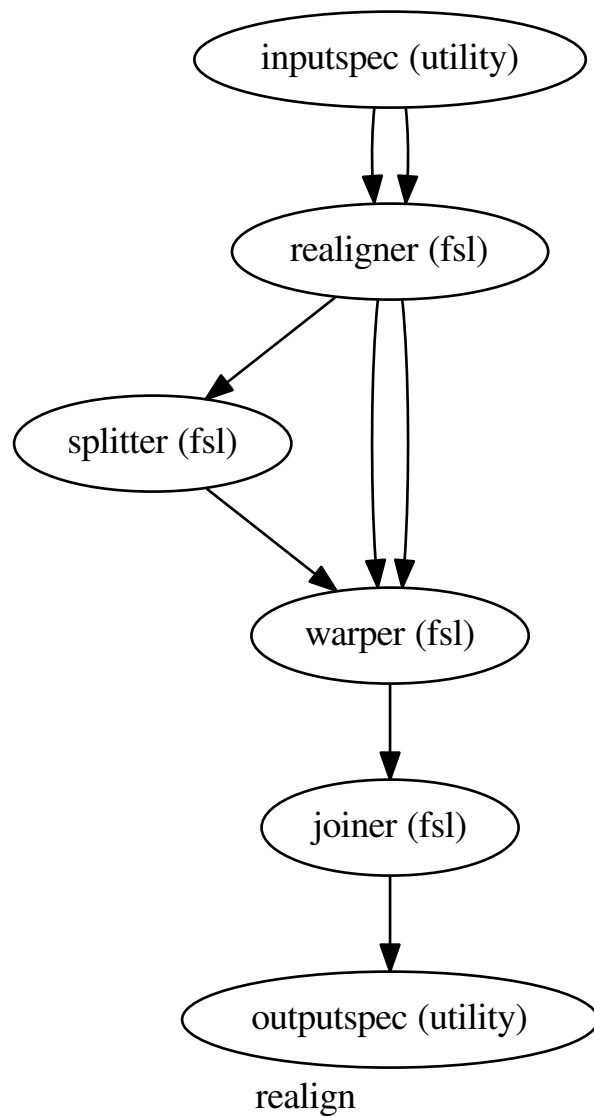 inputspec (utility)
realigner (fsl)
splitter (fsl)
warper (fsl)
joiner (fsl)
outputspec (utility)
realign